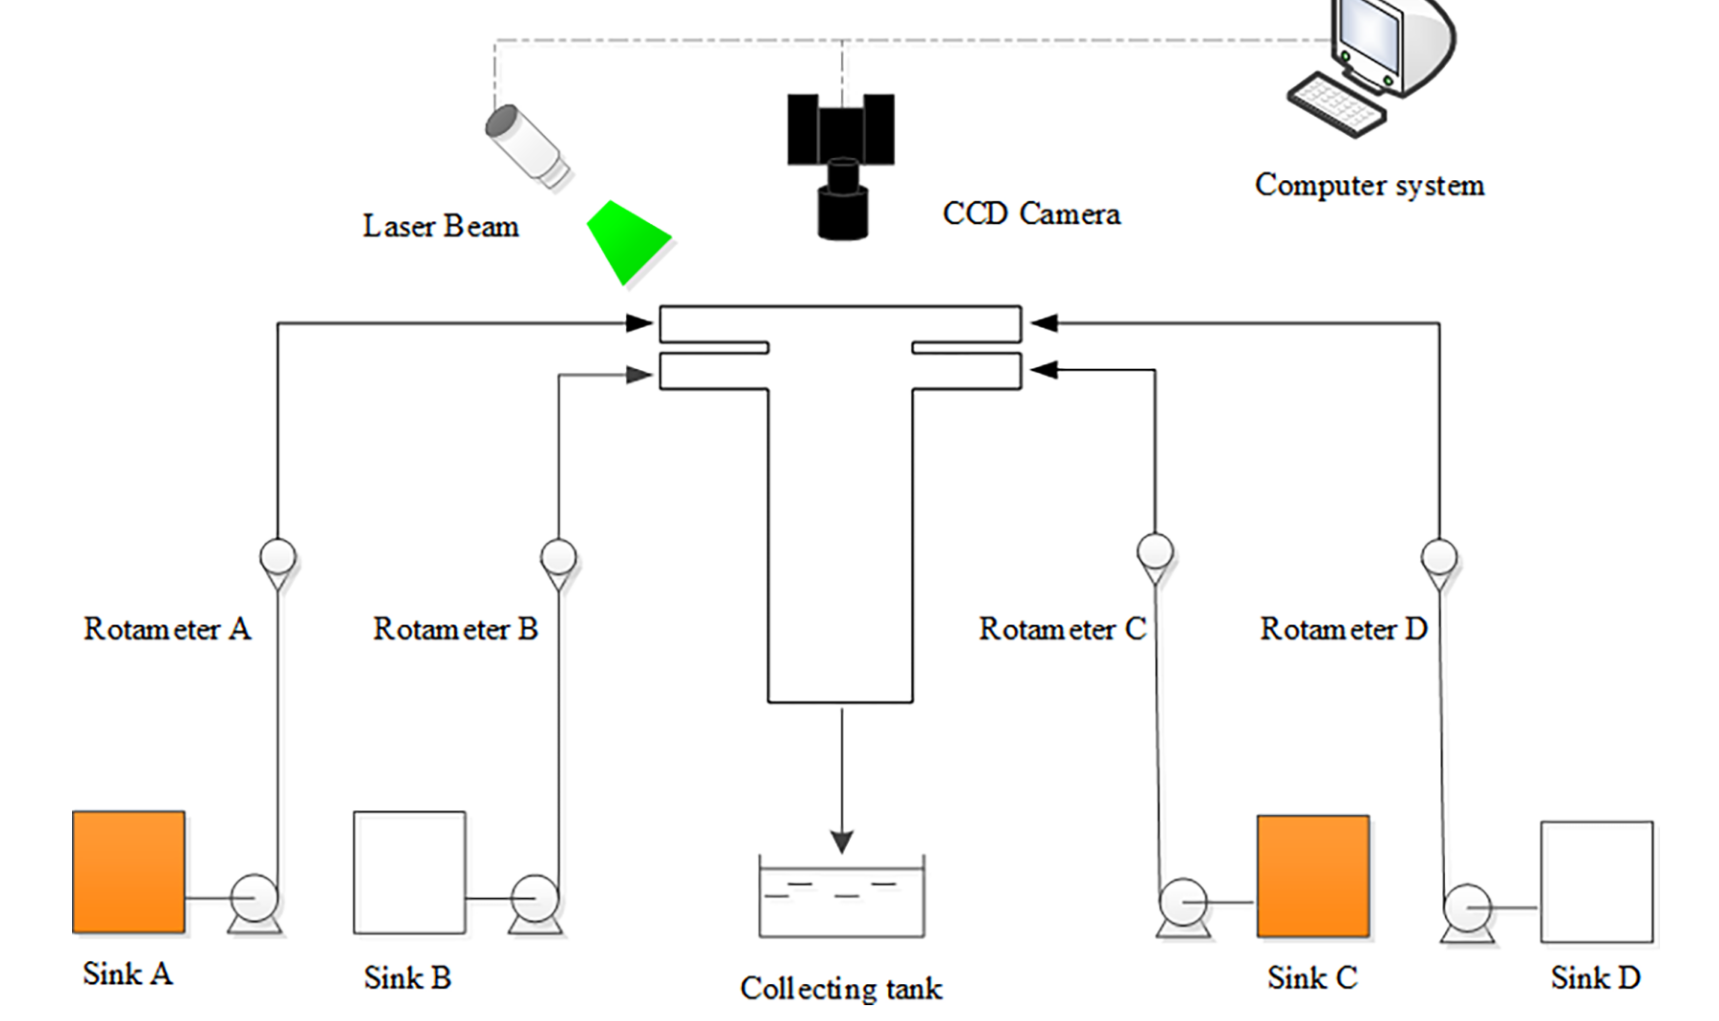 Computer system
CCD Camera
Laser Beam
Rotameter A
Rotameter B
Rotameter C
Rotameter D
Sink A
Sink B
Collecting tank
Sink C
Sink D